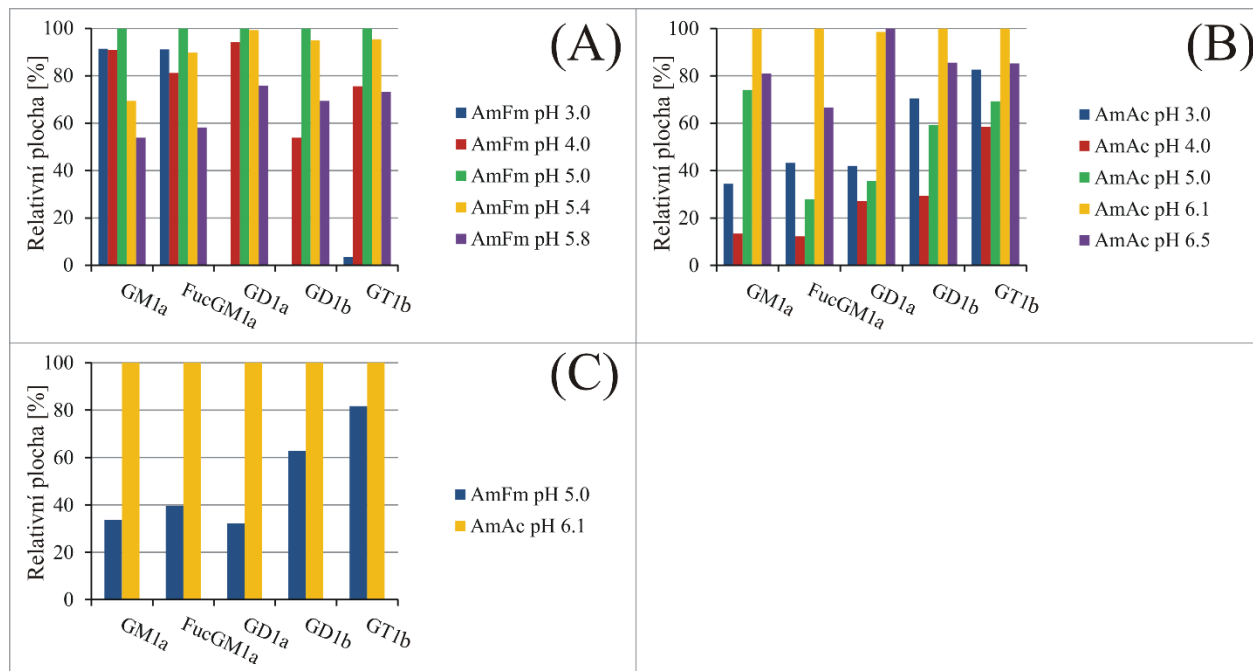 (A)
Relativní plocha [%]
100
80
60
40
20
0
GM1a
FucGM1a
GD1a
GD1b
GT1b
AmFm pH 3.0
AmFm pH 4.0
AmFm pH 5.0
AmFm pH 5.4
AmFm pH 5.8
(B)
Relativní plocha [%]
100
80
60
40
20
0
GM1a
FucGM1a
GD1a
GD1b
GT1b
AmAc pH 3.0
AmAc pH 4.0
AmAc pH 5.0
AmAc pH 6.1
AmAc pH 6.5
(C)
Relativní plocha [%]
100
80
60
40
20
0
GM1a
FucGM1a
GD1a
GD1b
GT1b
AmFm pH 5.0
AmAc pH 6.1